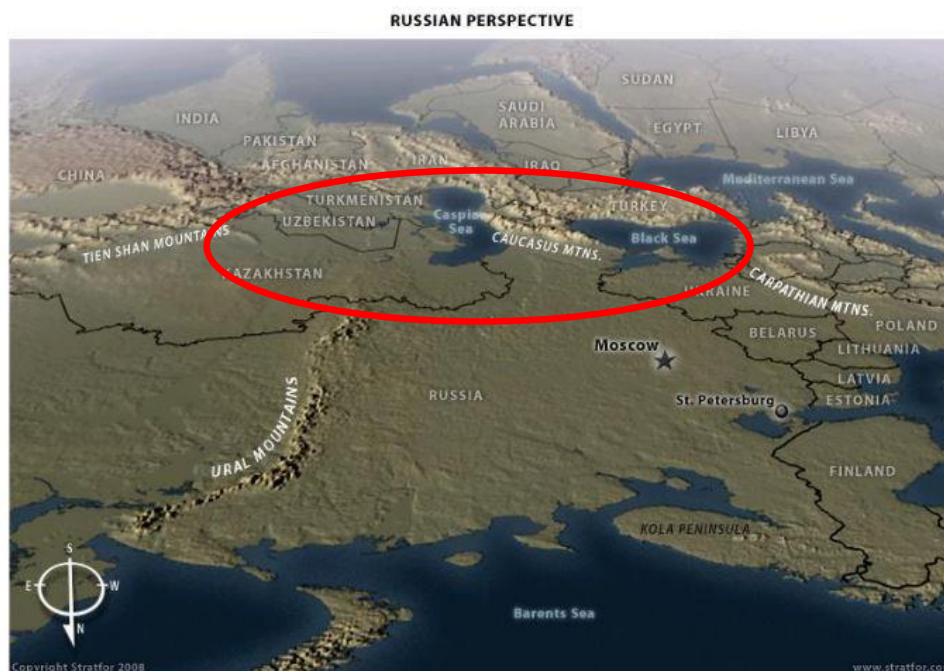 RUSSIAN PERSPECTIVE
SUDAN
INDIA
SAUDI
ARABIA
EGYPT
LIBYA
PAKISTAN
AFGHANISTAN
IRAN
IRAQ
CHINA
Mediterranean Sea
TURKMENISTAN
TURKEY
UZBEKISTAN
Caspian
Sea
Black Sea
TIEN SHAN MOUNTAINS
CAUCASUS MTNS.
KAZAKHSTAN
UKRAINE
CARPATHIAN MTNS.
BELARUS
POLAND
Moscow
LITHUANIA
LATVIA
RUSSIA
St. Petersburg
ESTONIA
URAL MOUNTAINS
FINLAND
KOLA PENINSULA
S
E
W
N
Barents Sea
Copyright Stratfor 2008
www.stratfor.co